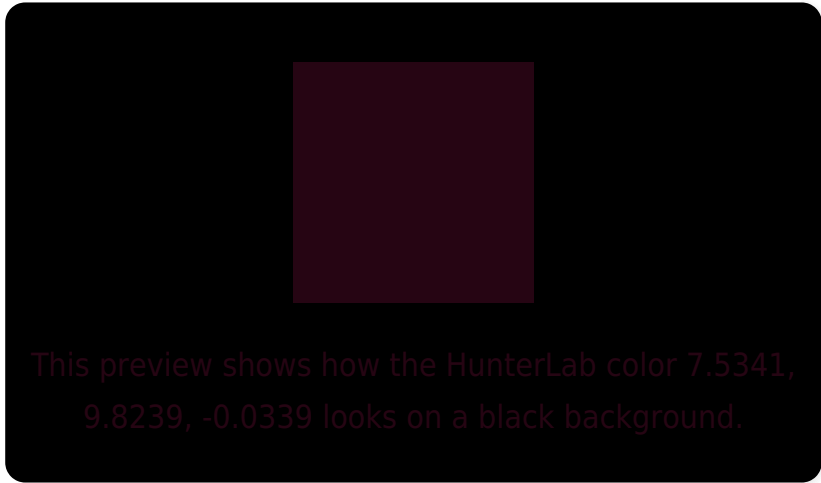 This preview shows how the HunterLab color 7.5341,
9.8239, -0.0339 looks on a black background.